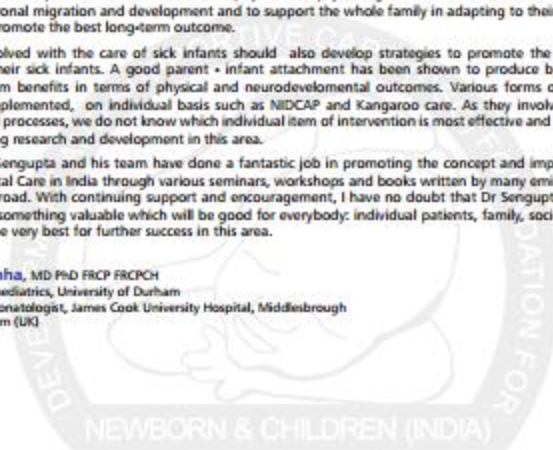 onal migration and development and to support the whole family in adapting to thei
romote the best long-term outcome.
olved with the care of sick infants should also develop strategies to promote the
heir sick infants. A good parent - infant attachment has been shown to produce b
m benefits in terms of physical and neurodevelomental outcomes. Various forms o
plemented, on individual basis such as NIDCAP and Kangaroo care. As they involv
processes, we do not know which individual item of intervention is most effective and
g research and development in this area.
Sengupta and his team have done a fantastic job in promoting the concept and imp
al Care in India through various seminars, workshops and books written by many em
road. With continuing support and encouragement, I have no doubt that Dr Sengupt
something valuable which will be good for everybody: individual patients, family, soci
e very best for further success in this area.
nha, MD PhD FRCP FRCPCH
ediatrics, University of Durham
onatologist, James Cook University Hospital, Middlesbrough
m (UK)
NEWBORN & CHILDREN (INDIA)